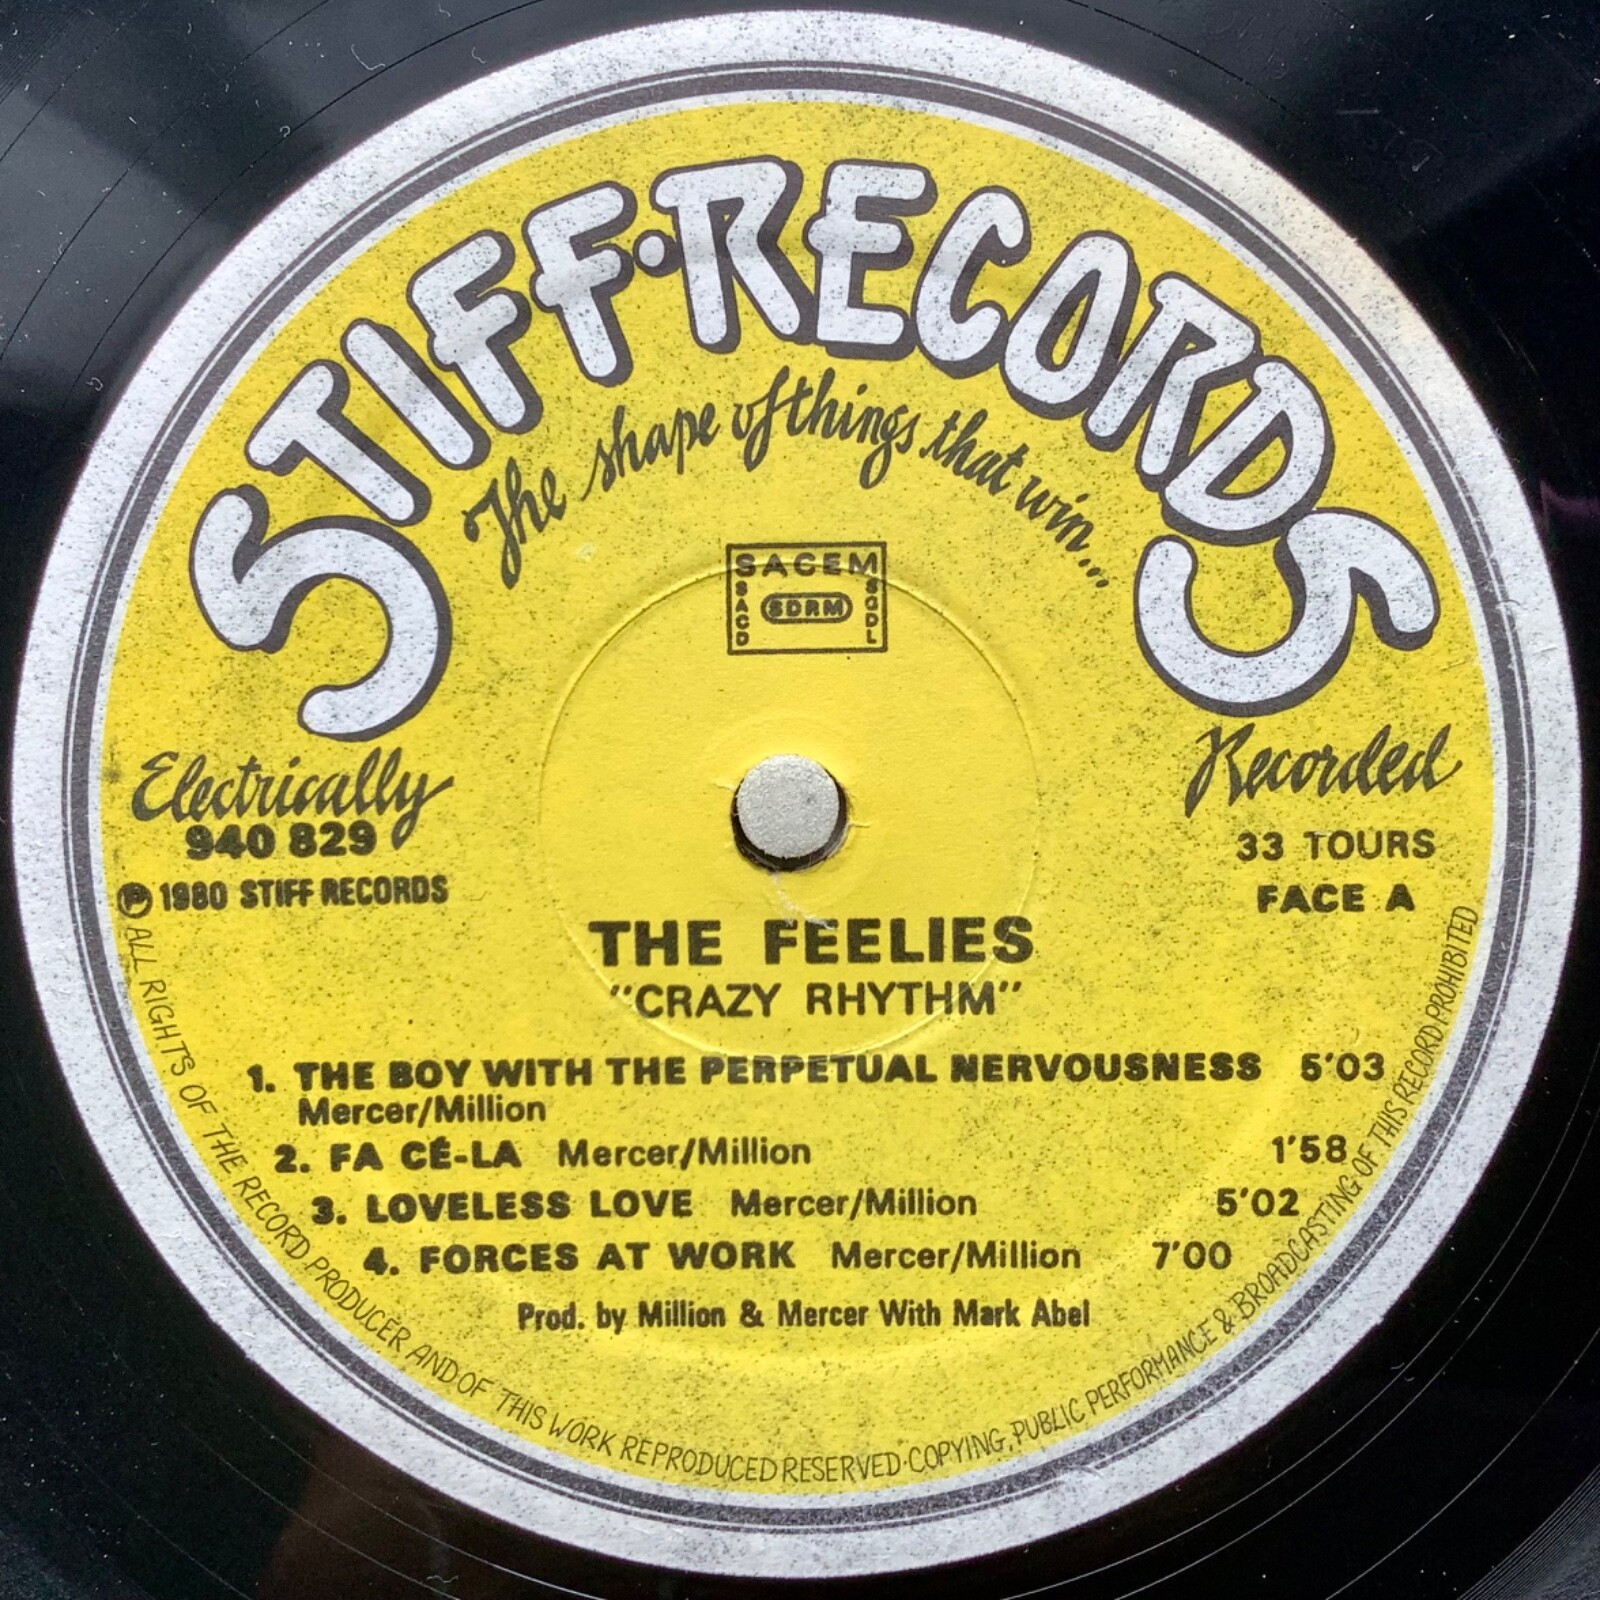 STIFF·RECORDS
The shape of things that win...
SACEM
SACD
SDRM
SGDL
Electrically
Recorded
940 829
33 TOURS
℗ 1980 STIFF RECORDS
FACE A
THE FEELIES
"CRAZY RHYTHM"
1. THE BOY WITH THE PERPETUAL NERVOUSNESS 5'03
Mercer/Million
2. FA CÉ-LA Mercer/Million 1'58
3. LOVELESS LOVE Mercer/Million 5'02
4. FORCES AT WORK Mercer/Million 7'00
Prod. by Million & Mercer With Mark Abel
ALL RIGHTS OF THE RECORD PRODUCER AND OF THIS WORK REPRODUCED RESERVED·COPYING, PUBLIC PERFORMANCE & BROADCASTING OF THIS RECORD PROHIBITED